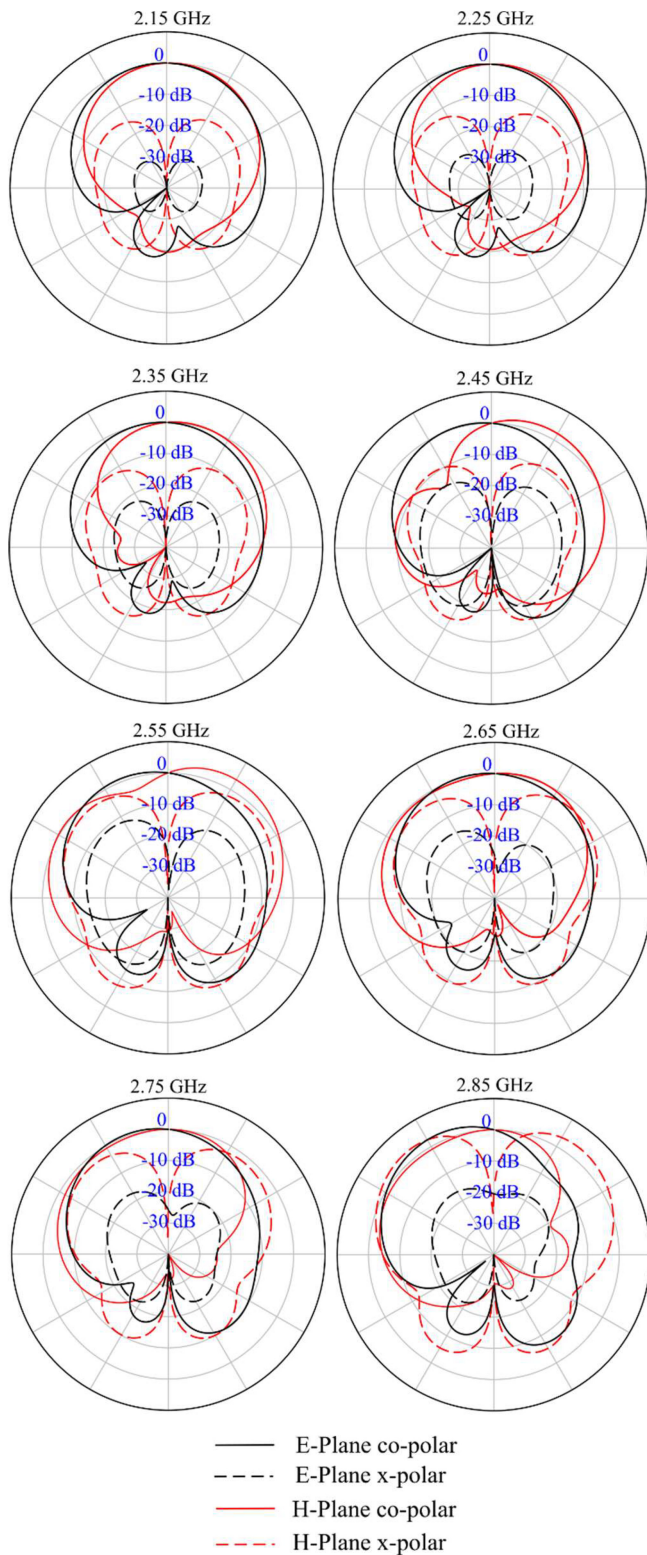 2.15 GHz
2.25 GHz
0
-10 dB
-20 dB
-30 dB
0
-10 dB
-20 dB
-30 dB
2.35 GHz
2.45 GHz
0
-10 dB
-20 dB
-30 dB
0
-10 dB
-20 dB
-30 dB
2.55 GHz
2.65 GHz
0
-10 dB
-20 dB
-30 dB
0
-10 dB
-20 dB
-30 dB
2.75 GHz
2.85 GHz
0
-10 dB
-20 dB
-30 dB
0
-10 dB
-20 dB
-30 dB
E-Plane co-polar
E-Plane x-polar
H-Plane co-polar
H-Plane x-polar